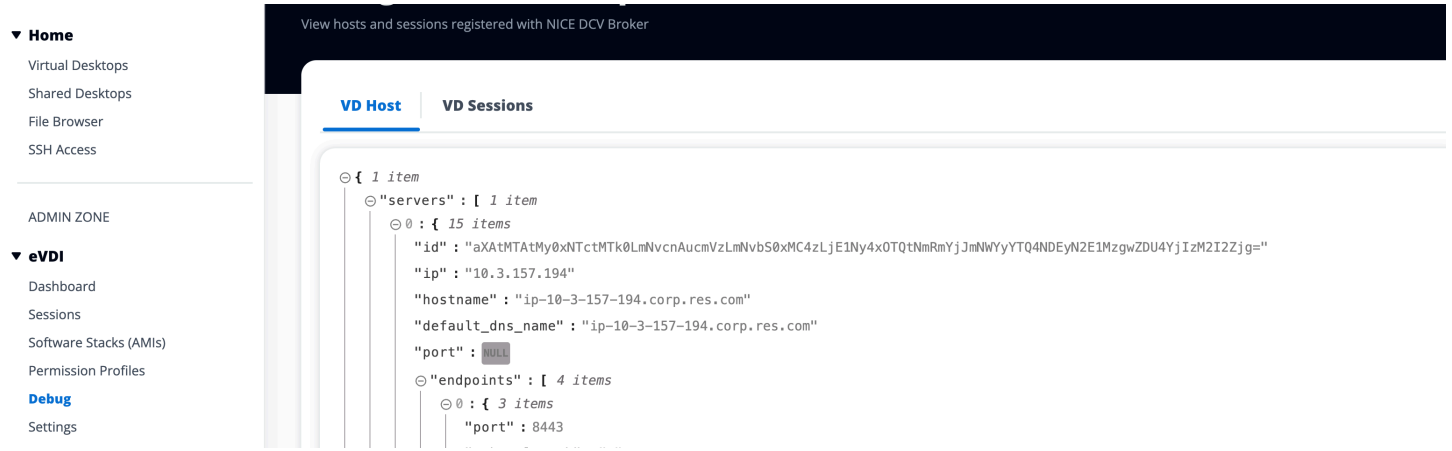 Home
Virtual Desktops
Shared Desktops
File Browser
SSH Access
ADMIN ZONE
eVDI
Dashboard
Sessions
Software Stacks (AMIs)
Permission Profiles
Debug
Settings
View hosts and sessions registered with NICE DCV Broker
VD Host VD Sessions
{ 1 item
"servers" : [ 1 item
0 : { 15 items
"id" : "aXAtMTAtMy0xNTctMTk0LmNvcnAucmVzLmNvbS0xMC4zLjE1Ny4xOTQtNmRmYjJmNWYyYTQ4NDEyN2E1MzgwZDU4YjIzM2I2Zjg="
"ip" : "10.3.157.194"
"hostname" : "ip-10-3-157-194.corp.res.com"
"default_dns_name" : "ip-10-3-157-194.corp.res.com"
"port" : NULL
"endpoints" : [ 4 items
0 : { 3 items
"port" : 8443